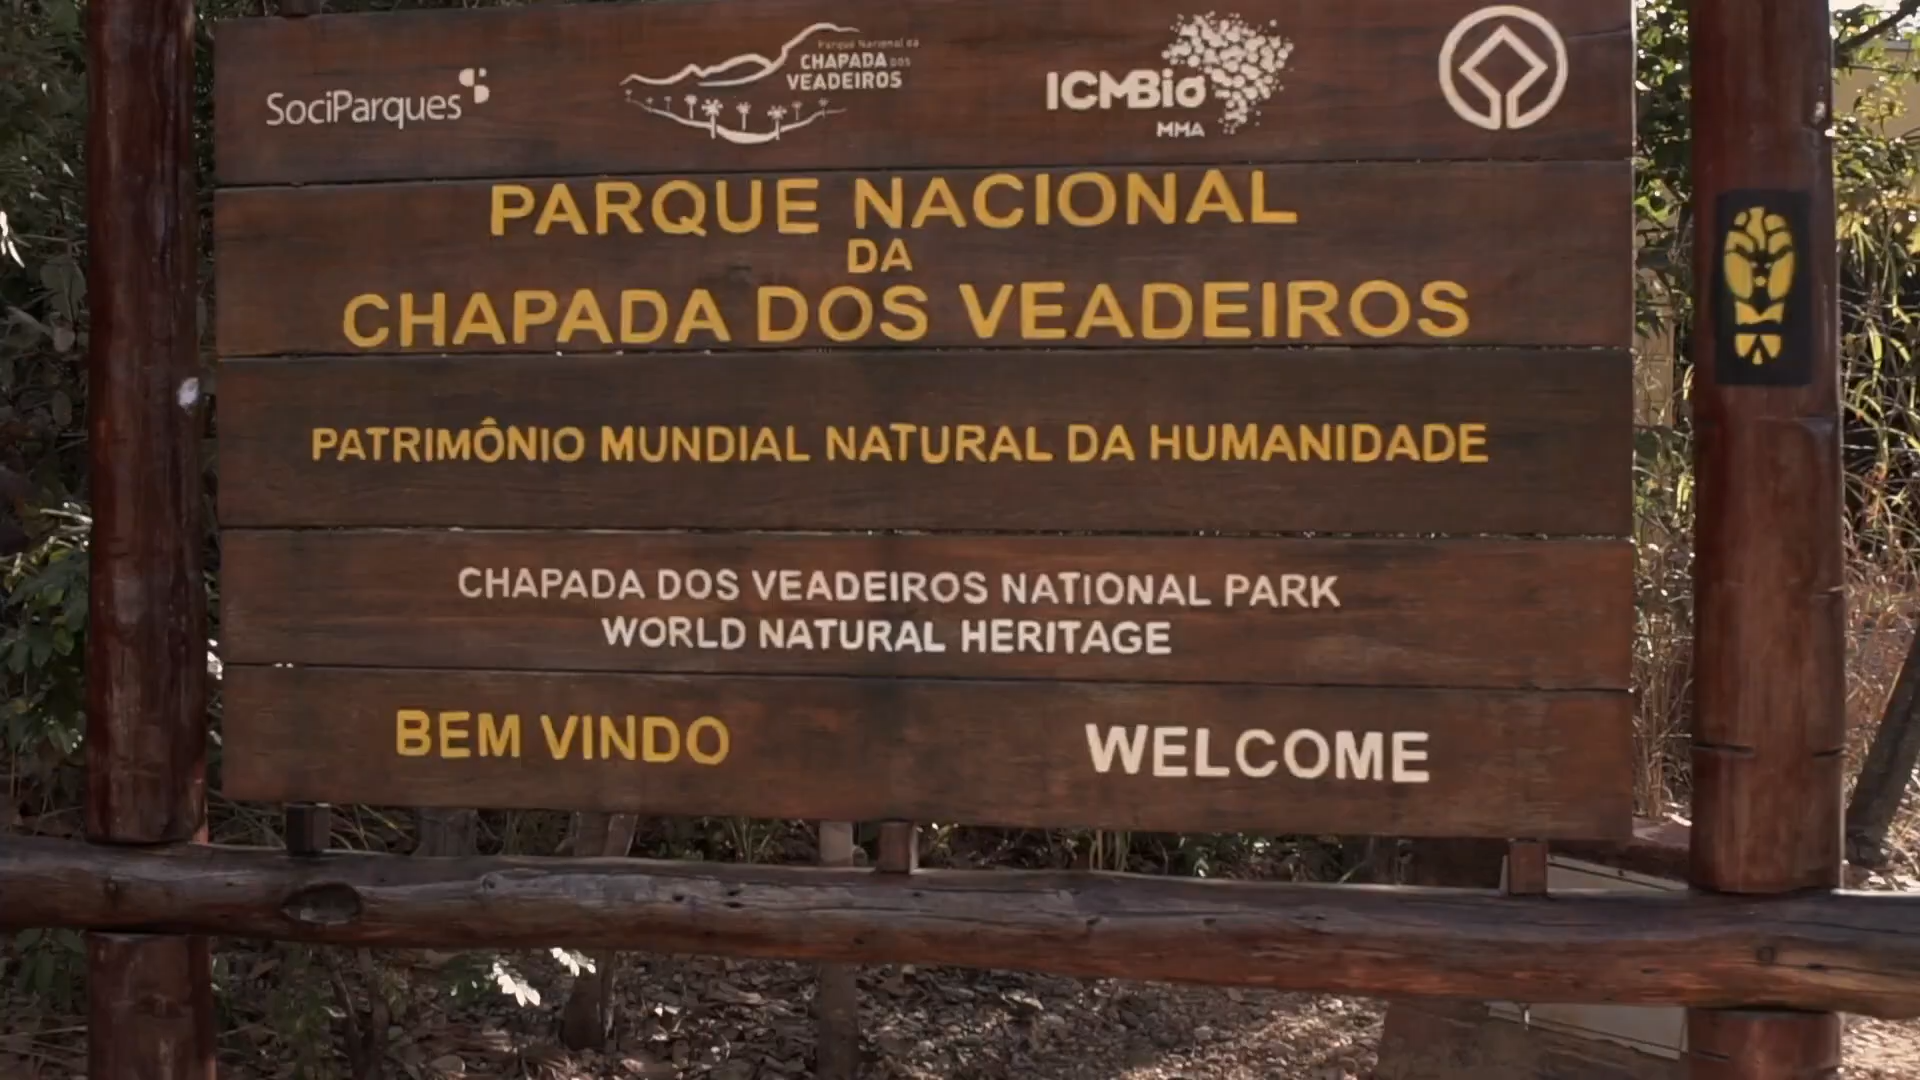 SociParques
Parque Nacional da
CHAPADA DOS
VEADEIROS
ICMBio
MMA
PARQUE NACIONAL
DA
CHAPADA DOS VEADEIROS
PATRIMÔNIO MUNDIAL NATURAL DA HUMANIDADE
CHAPADA DOS VEADEIROS NATIONAL PARK
WORLD NATURAL HERITAGE
BEM VINDO
WELCOME